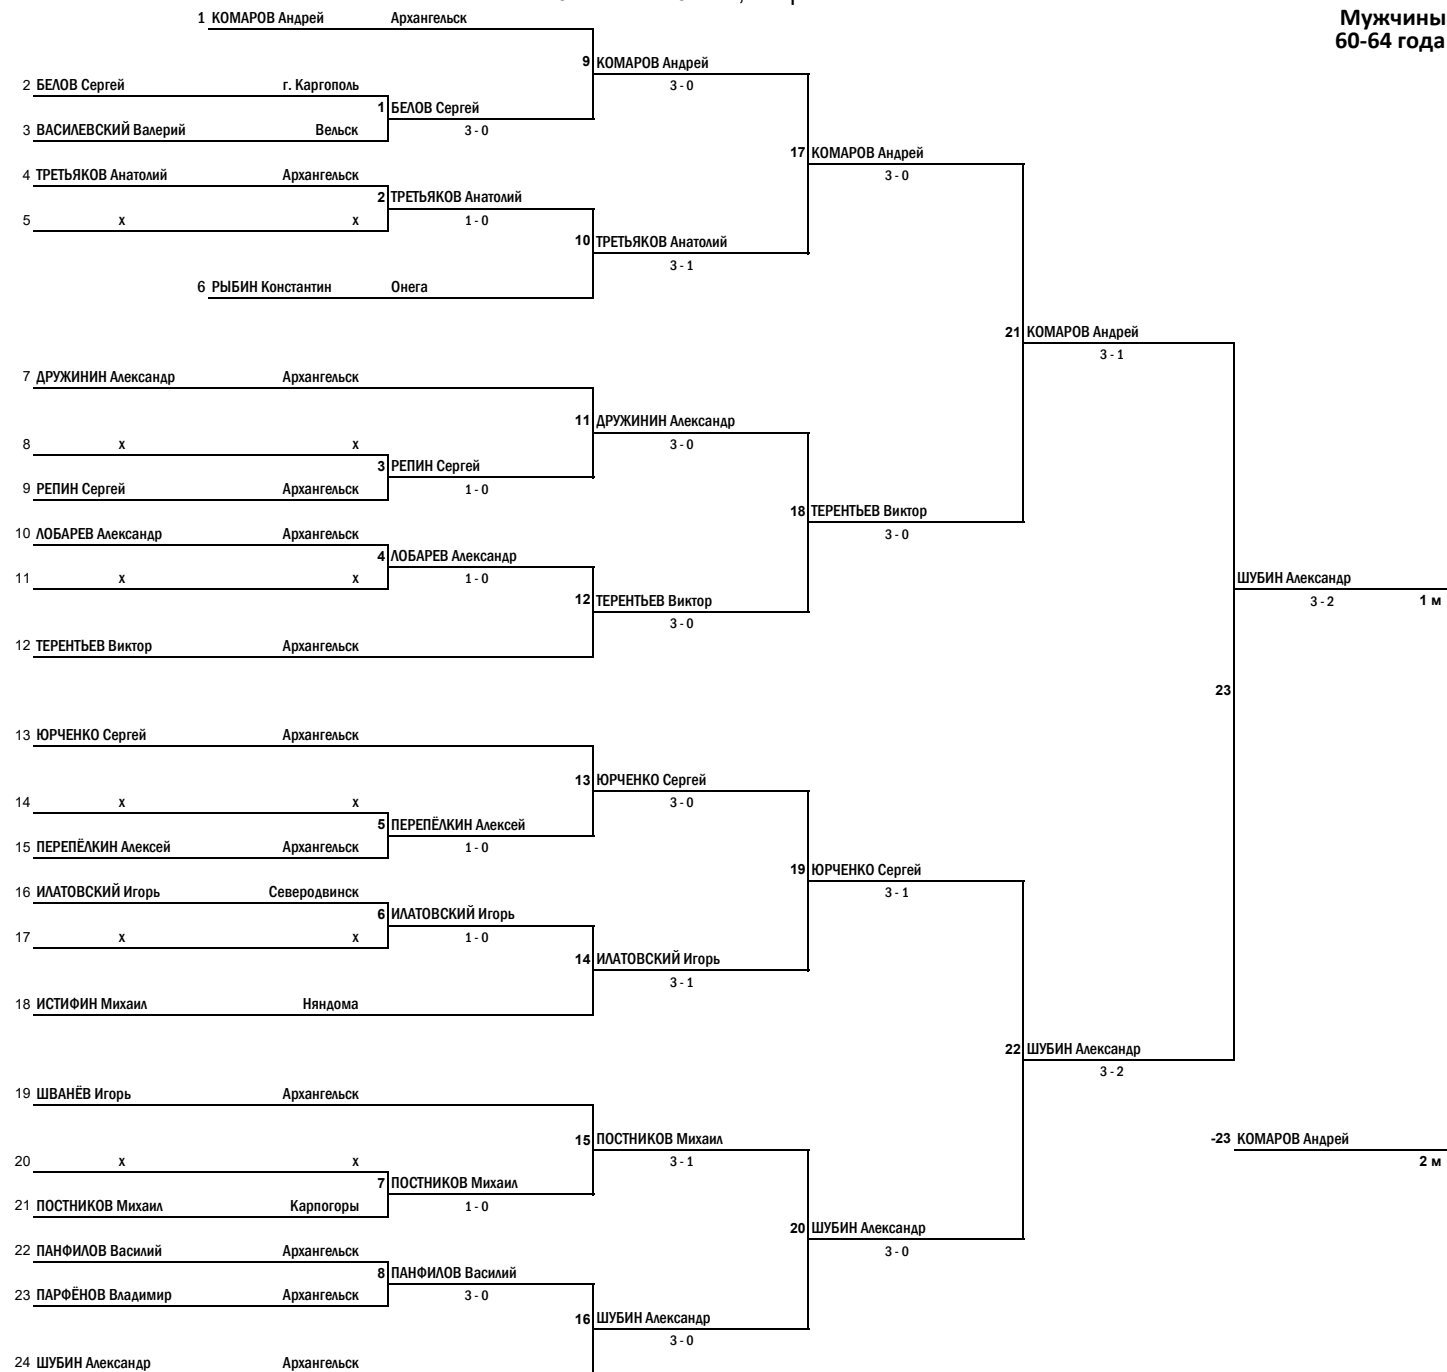 1 КОМАРОВ Андрей Архангельск
Мужчины
60-64 года
9 КОМАРОВ Андрей
2 БЕЛОВ Сергей г. Каргополь 3 - 0
1 БЕЛОВ Сергей
3 ВАСИЛЕВСКИЙ Валерий Вельск 3 - 0
17 КОМАРОВ Андрей
4 ТРЕТЬЯКОВ Анатолий Архангельск 3 - 0
2 ТРЕТЬЯКОВ Анатолий
5 х х 1 - 0
10 ТРЕТЬЯКОВ Анатолий
3 - 1
6 РЫБИН Константин Онега
21 КОМАРОВ Андрей
3 - 1
7 ДРУЖИНИН Александр Архангельск
11 ДРУЖИНИН Александр
8 х х 3 - 0
3 РЕПИН Сергей
9 РЕПИН Сергей Архангельск 1 - 0
18 ТЕРЕНТЬЕВ Виктор
10 ЛОБАРЕВ Александр Архангельск 3 - 0
4 ЛОБАРЕВ Александр
11 х х 1 - 0 ШУБИН Александр
12 ТЕРЕНТЬЕВ Виктор 3 - 2 1 м
3 - 0
12 ТЕРЕНТЬЕВ Виктор Архангельск
23
13 ЮРЧЕНКО Сергей Архангельск
13 ЮРЧЕНКО Сергей
14 х х 3 - 0
5 ПЕРЕПЁЛКИН Алексей
15 ПЕРЕПЁЛКИН Алексей Архангельск 1 - 0
19 ЮРЧЕНКО Сергей
16 ИЛАТОВСКИЙ Игорь Северодвинск 3 - 1
6 ИЛАТОВСКИЙ Игорь
17 х х 1 - 0
14 ИЛАТОВСКИЙ Игорь
3 - 1
18 ИСТИФИН Михаил Няндома
22 ШУБИН Александр
3 - 2
19 ШВАНЁВ Игорь Архангельск
15 ПОСТНИКОВ Михаил -23 КОМАРОВ Андрей
20 х х 3 - 1 2 м
7 ПОСТНИКОВ Михаил
21 ПОСТНИКОВ Михаил Карпогоры 1 - 0
20 ШУБИН Александр
22 ПАНФИЛОВ Василий Архангельск 3 - 0
8 ПАНФИЛОВ Василий
23 ПАРФЁНОВ Владимир Архангельск 3 - 0
16 ШУБИН Александр
3 - 0
24 ШУБИН Александр Архангельск